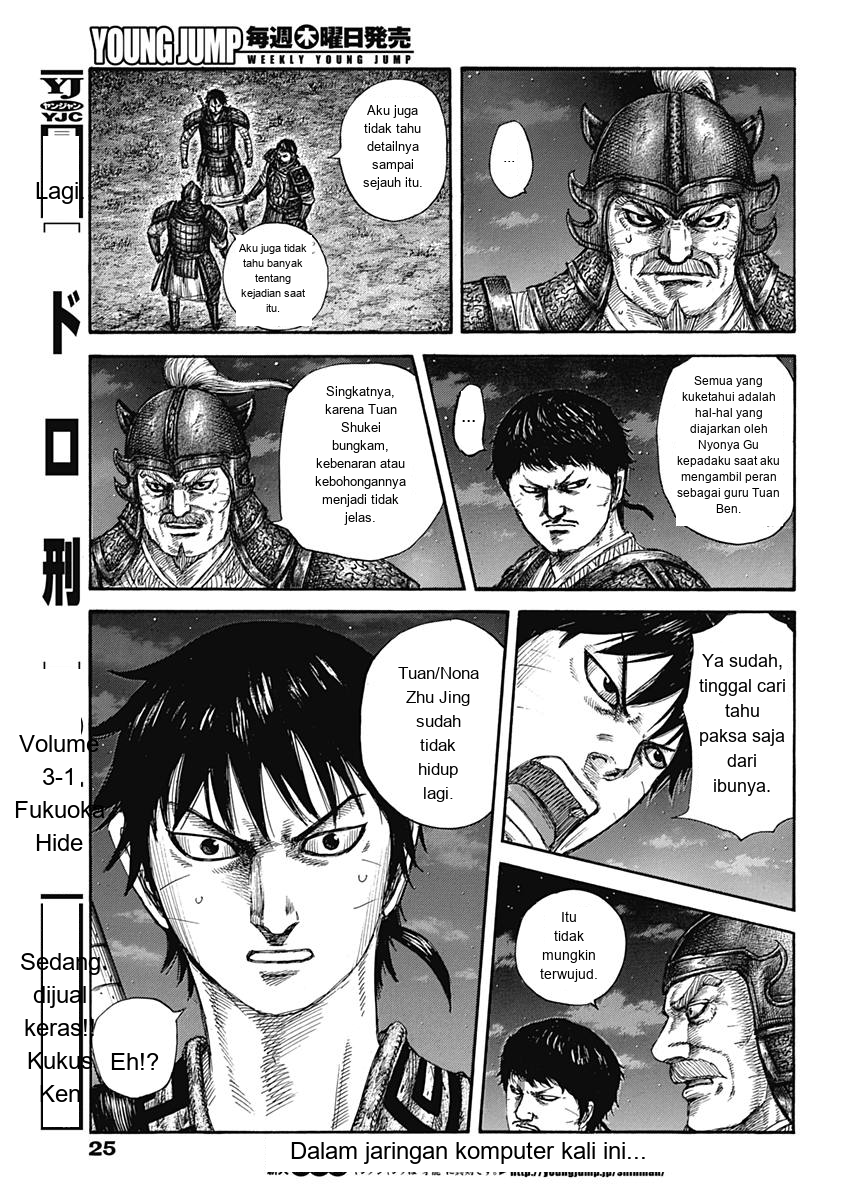 YOUNG JUMP 毎週木曜日発売
WEEKLY YOUNG JUMP
YJ
ヤンジャン
YJC
Lagi
ドロ刑
Volume
3-1,
Fukuoka
Hide
Sedang
dijual
keras!!
Kukus
Ken
...
Aku juga
tidak tahu
detailnya
sampai
sejauh itu.
Aku juga tidak
tahu banyak
tentang
kejadian saat
itu.
Semua yang
kuketahui adalah
hal-hal yang
diajarkan oleh
Nyonya Gu
kepadaku saat aku
mengambil peran
sebagai guru Tuan
Ben.
...
Singkatnya,
karena Tuan
Shukei
bungkam,
kebenaran atau
kebohongannya
menjadi tidak
jelas.
Ya sudah,
tinggal cari
tahu
paksa saja
dari
ibunya.
Itu
tidak
mungkin
terwujud.
Tuan/Nona
Zhu Jing
sudah
tidak
hidup
lagi.
Eh!?
25
Dalam jaringan komputer kali ini...